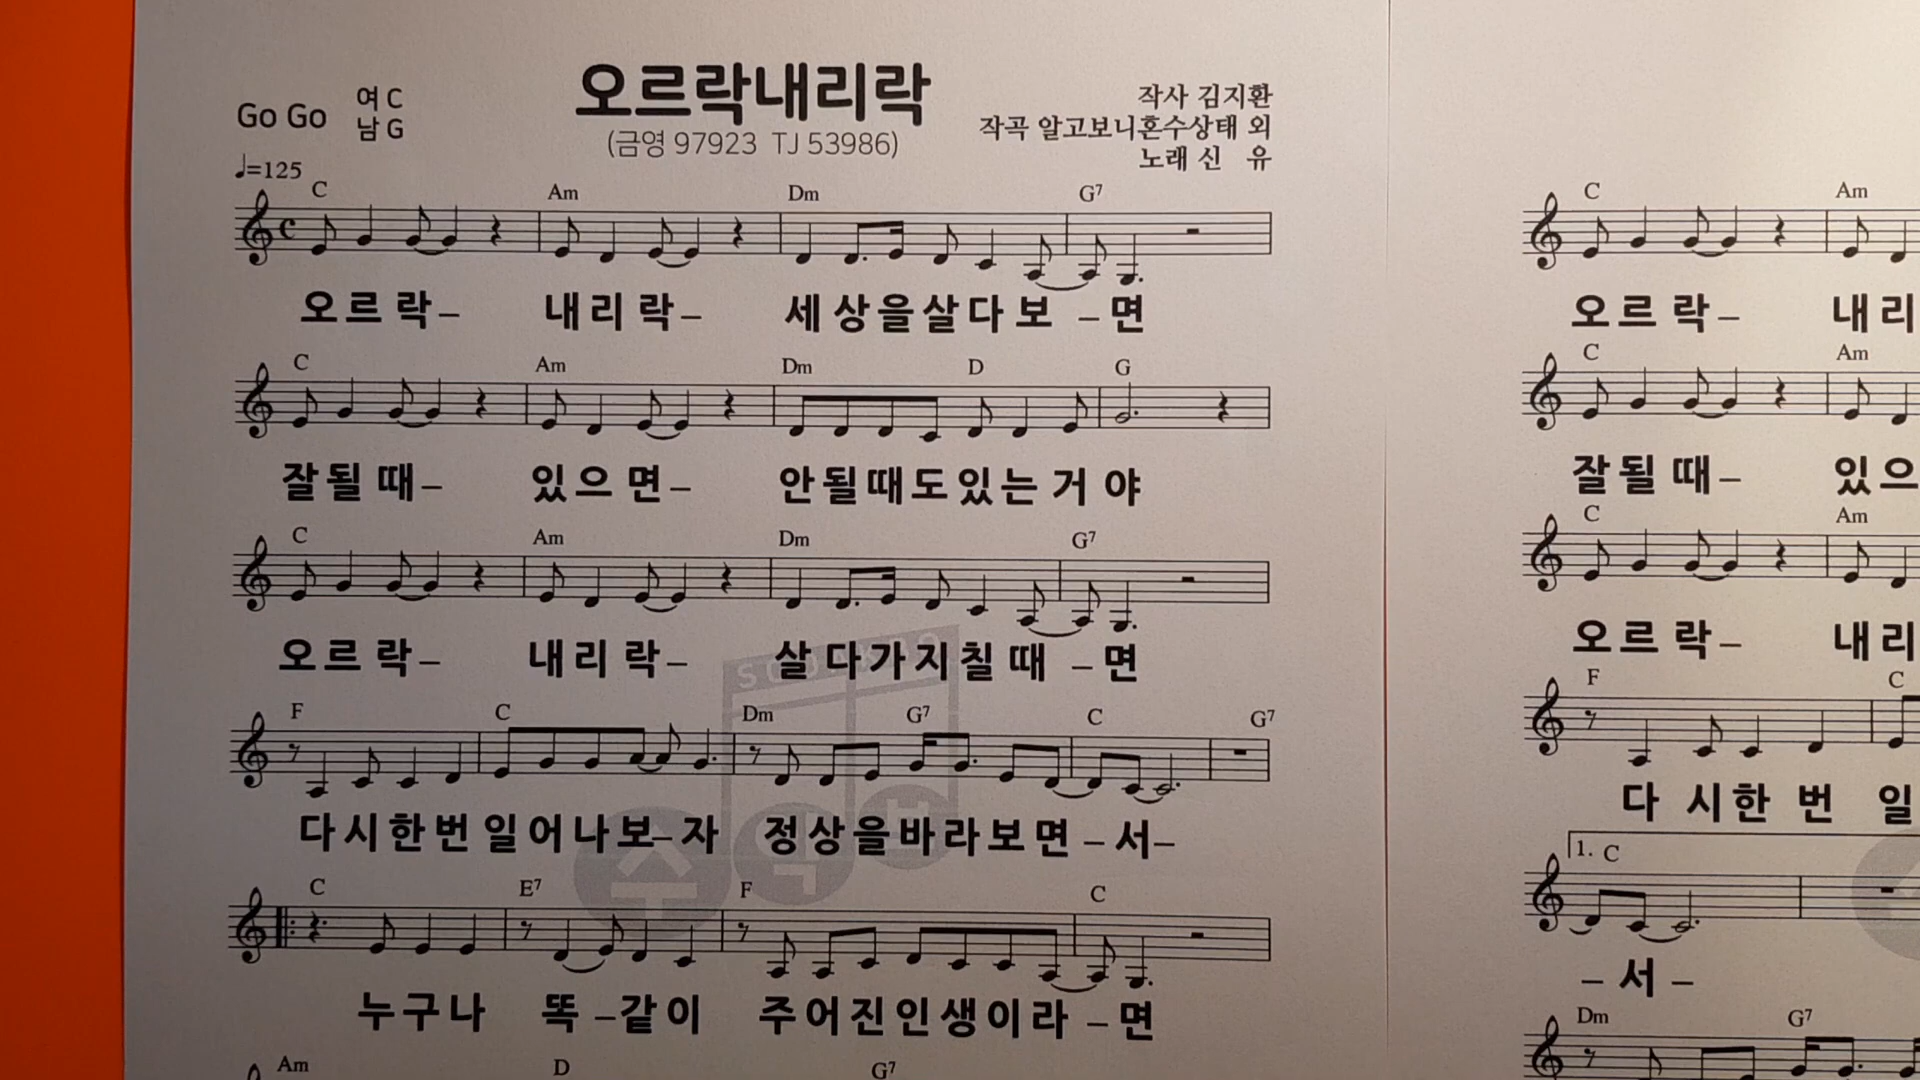 오르락내리락
(금영 97923 TJ 53986)
Go Go
여 C
남 G
작사 김지환
작곡 알고보니혼수상태 외
노래 신 유
♩=125
C Am Dm G7
오르락– 내리락– 세상을살다보–면
C Am Dm D G
잘될때– 있으면– 안될때도있는거야
C Am Dm G7
오르락– 내리락– 살다가지칠때–면
F C Dm G7 C G7
다시한번일어나보–자 정상을바라보면–서–
C E7 F C
누구나 똑–같이 주어진인생이라–면
Am D G7
수악보
C Am
오르락– 내리
C Am
잘될때– 있으
C Am
오르락– 내리
F C
다시한번 일
1. C
–서–
Dm G7